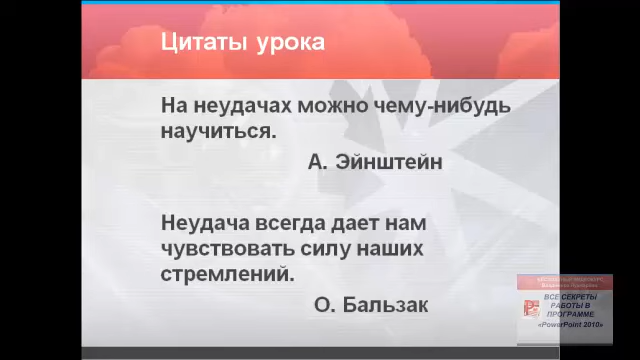 Цитаты урока
На неудачах можно чему-нибудь
научиться.
А. Эйнштейн
Неудача всегда дает нам
чувствовать силу наших
стремлений.
О. Бальзак
ВСЕ СЕКРЕТЫ
РАБОТЫ В
ПРОГРАММЕ
«PowerPoint 2010»